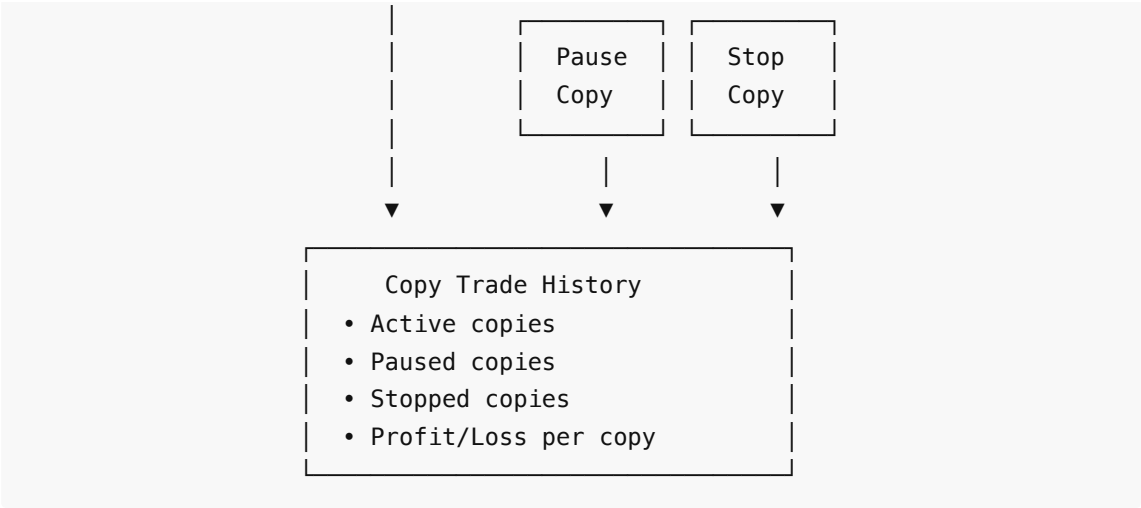 Pause Copy
Stop Copy
Copy Trade History
• Active copies
• Paused copies
• Stopped copies
• Profit/Loss per copy